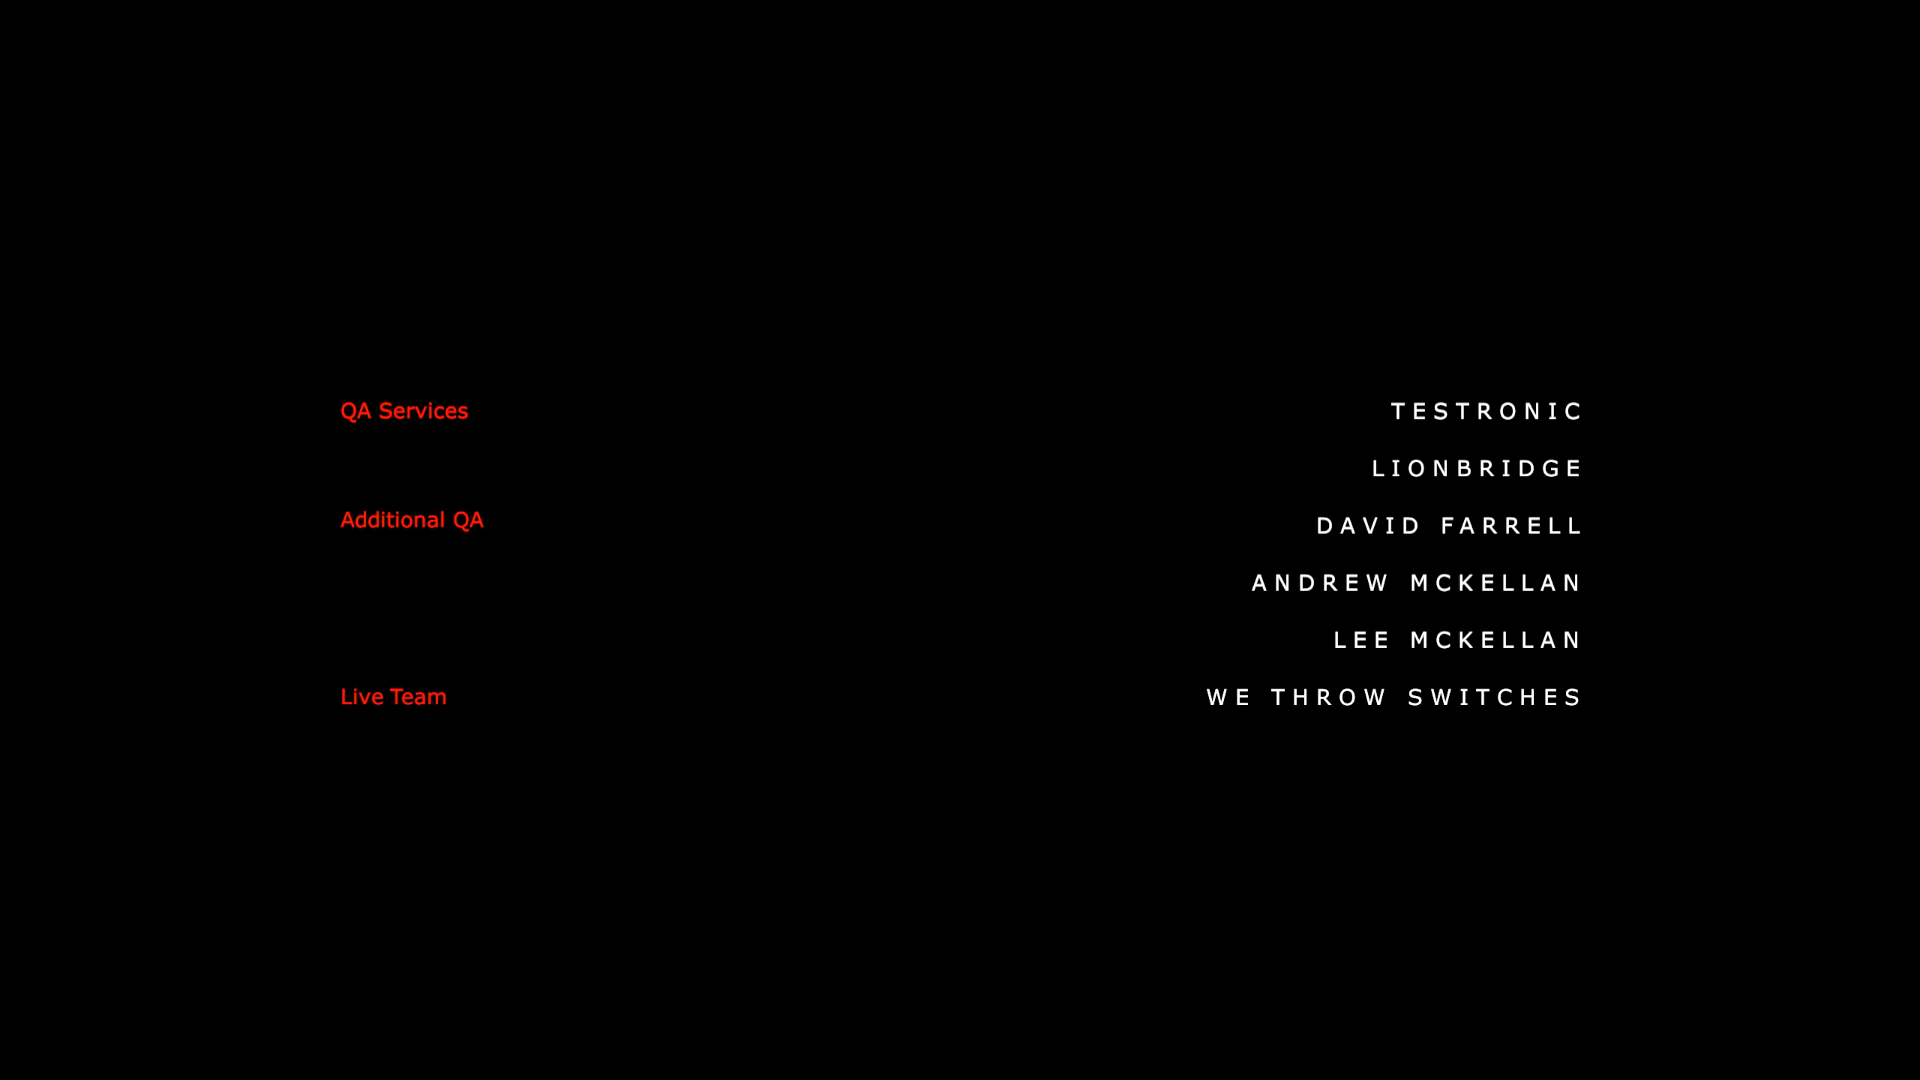 QA Services TESTRONIC
LIONBRIDGE
Additional QA DAVID FARRELL
ANDREW MCKELLAN
LEE MCKELLAN
Live Team WE THROW SWITCHES